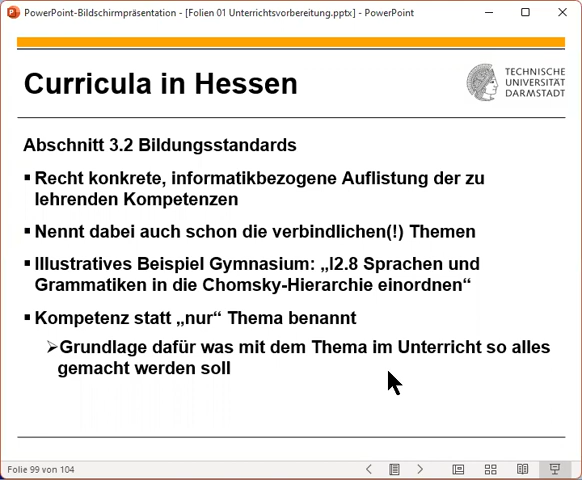 PowerPoint-Bildschirmpräsentation - [Folien 01 Unterrichtsvorbereitung.pptx] - PowerPoint
Curricula in Hessen
TECHNISCHE
UNIVERSITÄT
DARMSTADT
Abschnitt 3.2 Bildungsstandards
▪ Recht konkrete, informatikbezogene Auflistung der zu
lehrenden Kompetenzen
▪ Nennt dabei auch schon die verbindlichen(!) Themen
▪ Illustratives Beispiel Gymnasium: „I2.8 Sprachen und
Grammatiken in die Chomsky-Hierarchie einordnen“
▪ Kompetenz statt „nur“ Thema benannt
➢Grundlage dafür was mit dem Thema im Unterricht so alles
gemacht werden soll
Folie 99 von 104